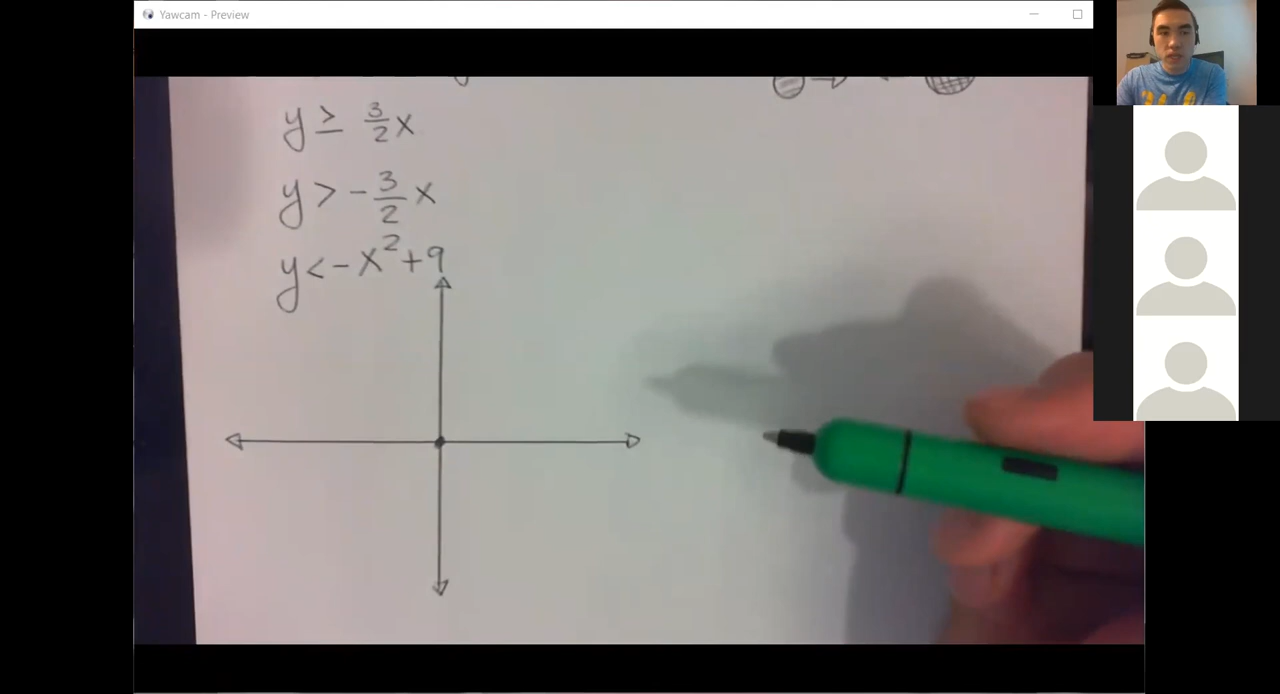 Yawcam - Preview
y ≥ 3/2 x
y > - 3/2 x
y < - x² + 9